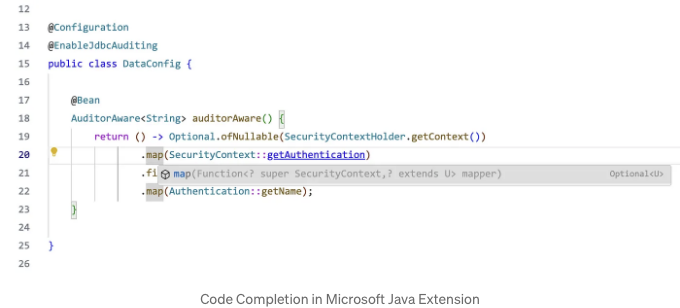 12
13 @Configuration
14 @EnableJdbcAuditing
15 public class DataConfig {
16
17 @Bean
18 AuditorAware<String> auditorAware() {
19 return () -> Optional.ofNullable(SecurityContextHolder.getContext())
20 .map(SecurityContext::getAuthentication)
21 .fi map(Function<? super SecurityContext,? extends U> mapper) Optional<U>
22 .map(Authentication::getName);
23 }
24
25 }
26
Code Completion in Microsoft Java Extension